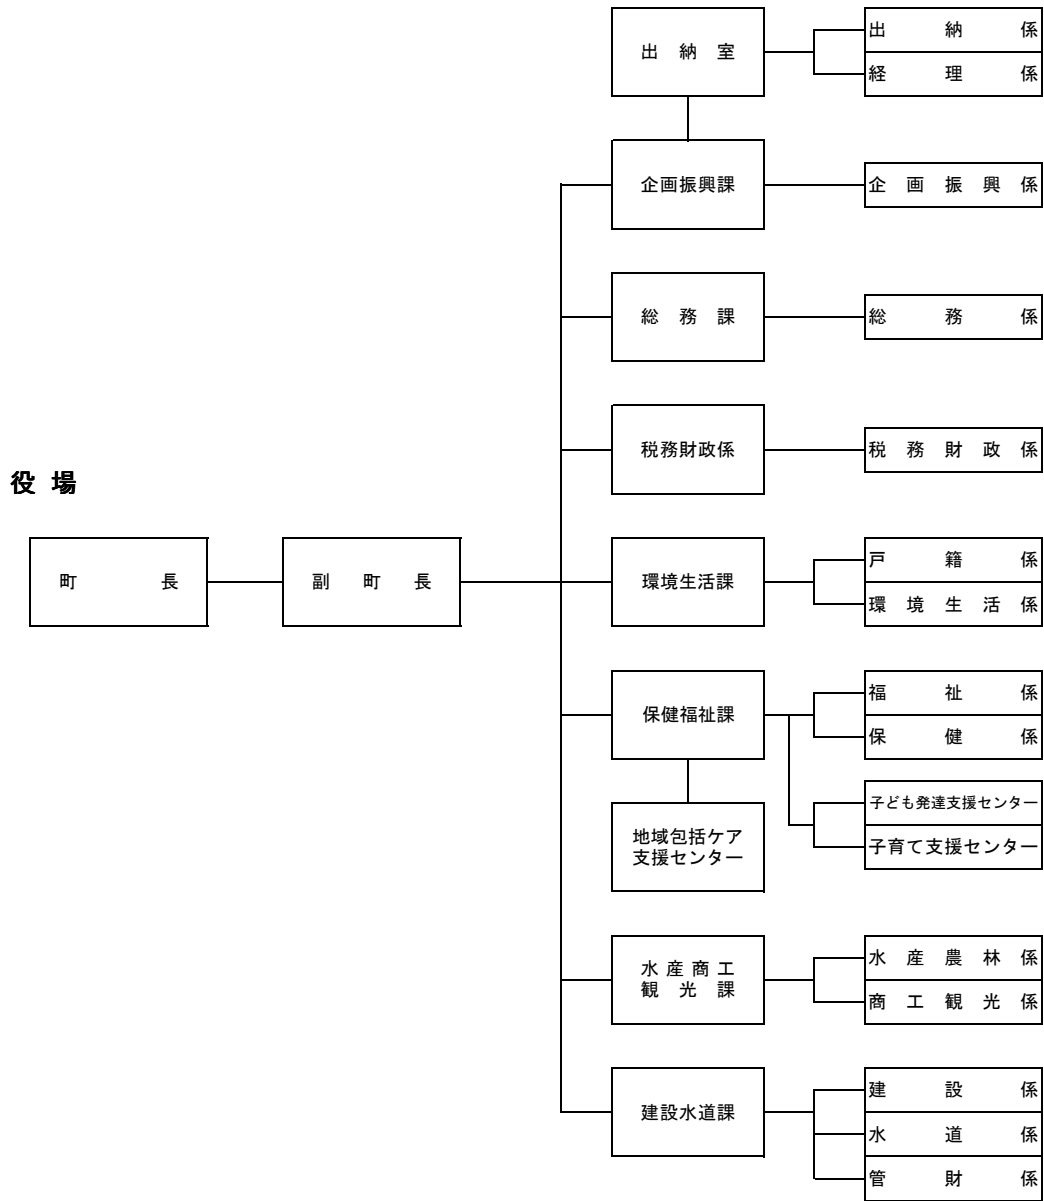 出納室
出納係
経理係
企画振興課
企画振興係
総務課
総務係
税務財政係
税務財政係
役場
町長
副町長
環境生活課
戸籍係
環境生活係
保健福祉課
福祉係
保健係
地域包括ケア
支援センター
子ども発達支援センター
子育て支援センター
水産商工
観光課
水産農林係
商工観光係
建設水道課
建設係
水道係
管財係